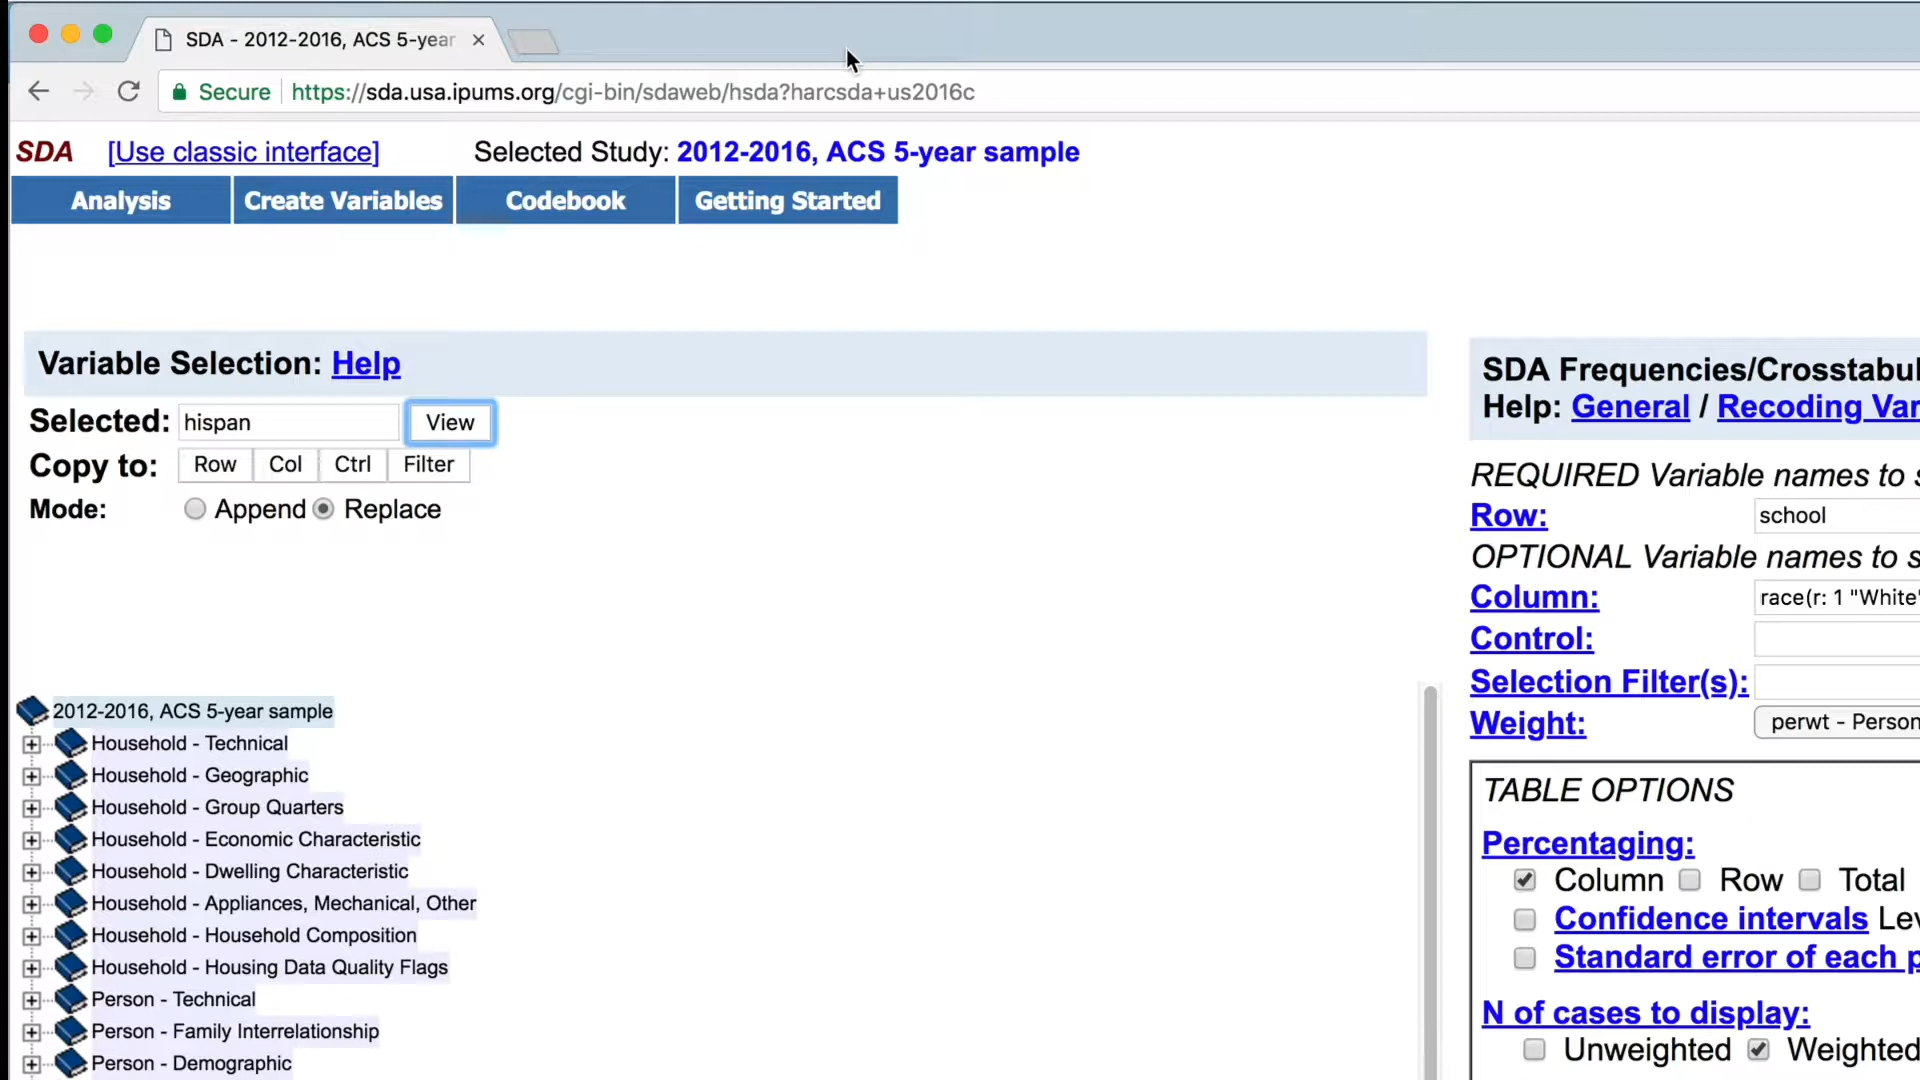 SDA - 2012-2016, ACS 5-year
Secure https://sda.usa.ipums.org/cgi-bin/sdaweb/hsda?harcsda+us2016c
SDA [Use classic interface] Selected Study: 2012-2016, ACS 5-year sample
Analysis Create Variables Codebook Getting Started
Variable Selection: Help
Selected: hispan View
Copy to: Row Col Ctrl Filter
Mode: Append Replace
2012-2016, ACS 5-year sample
Household - Technical
Household - Geographic
Household - Group Quarters
Household - Economic Characteristic
Household - Dwelling Characteristic
Household - Appliances, Mechanical, Other
Household - Household Composition
Household - Housing Data Quality Flags
Person - Technical
Person - Family Interrelationship
Person - Demographic
SDA Frequencies/Crosstabul
Help: General / Recoding Var
REQUIRED Variable names to s
Row: school
OPTIONAL Variable names to s
Column: race(r: 1 "White"
Control:
Selection Filter(s):
Weight: perwt - Person
TABLE OPTIONS
Percentaging:
Column Row Total
Confidence intervals Lev
Standard error of each p
N of cases to display:
Unweighted Weighted